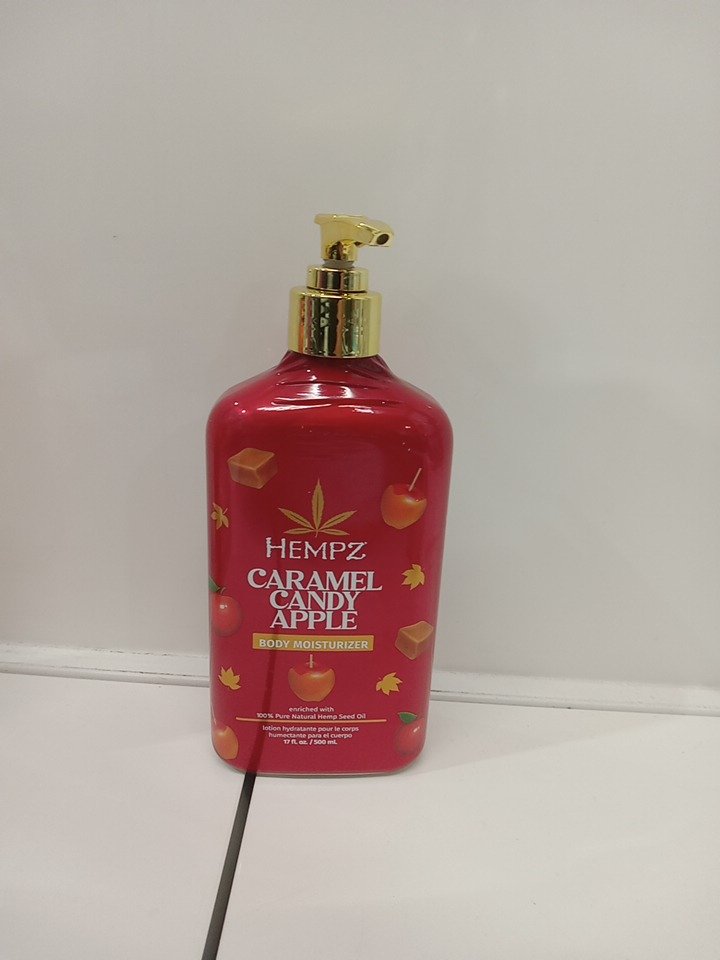 HEMPZ
CARAMEL
CANDY
APPLE
BODY MOISTURIZER
enriched with
100% Pure Natural Hemp Seed Oil
lotion hydratante pour le corps
humectante para el cuerpo
17 fl. oz. / 500 ml.